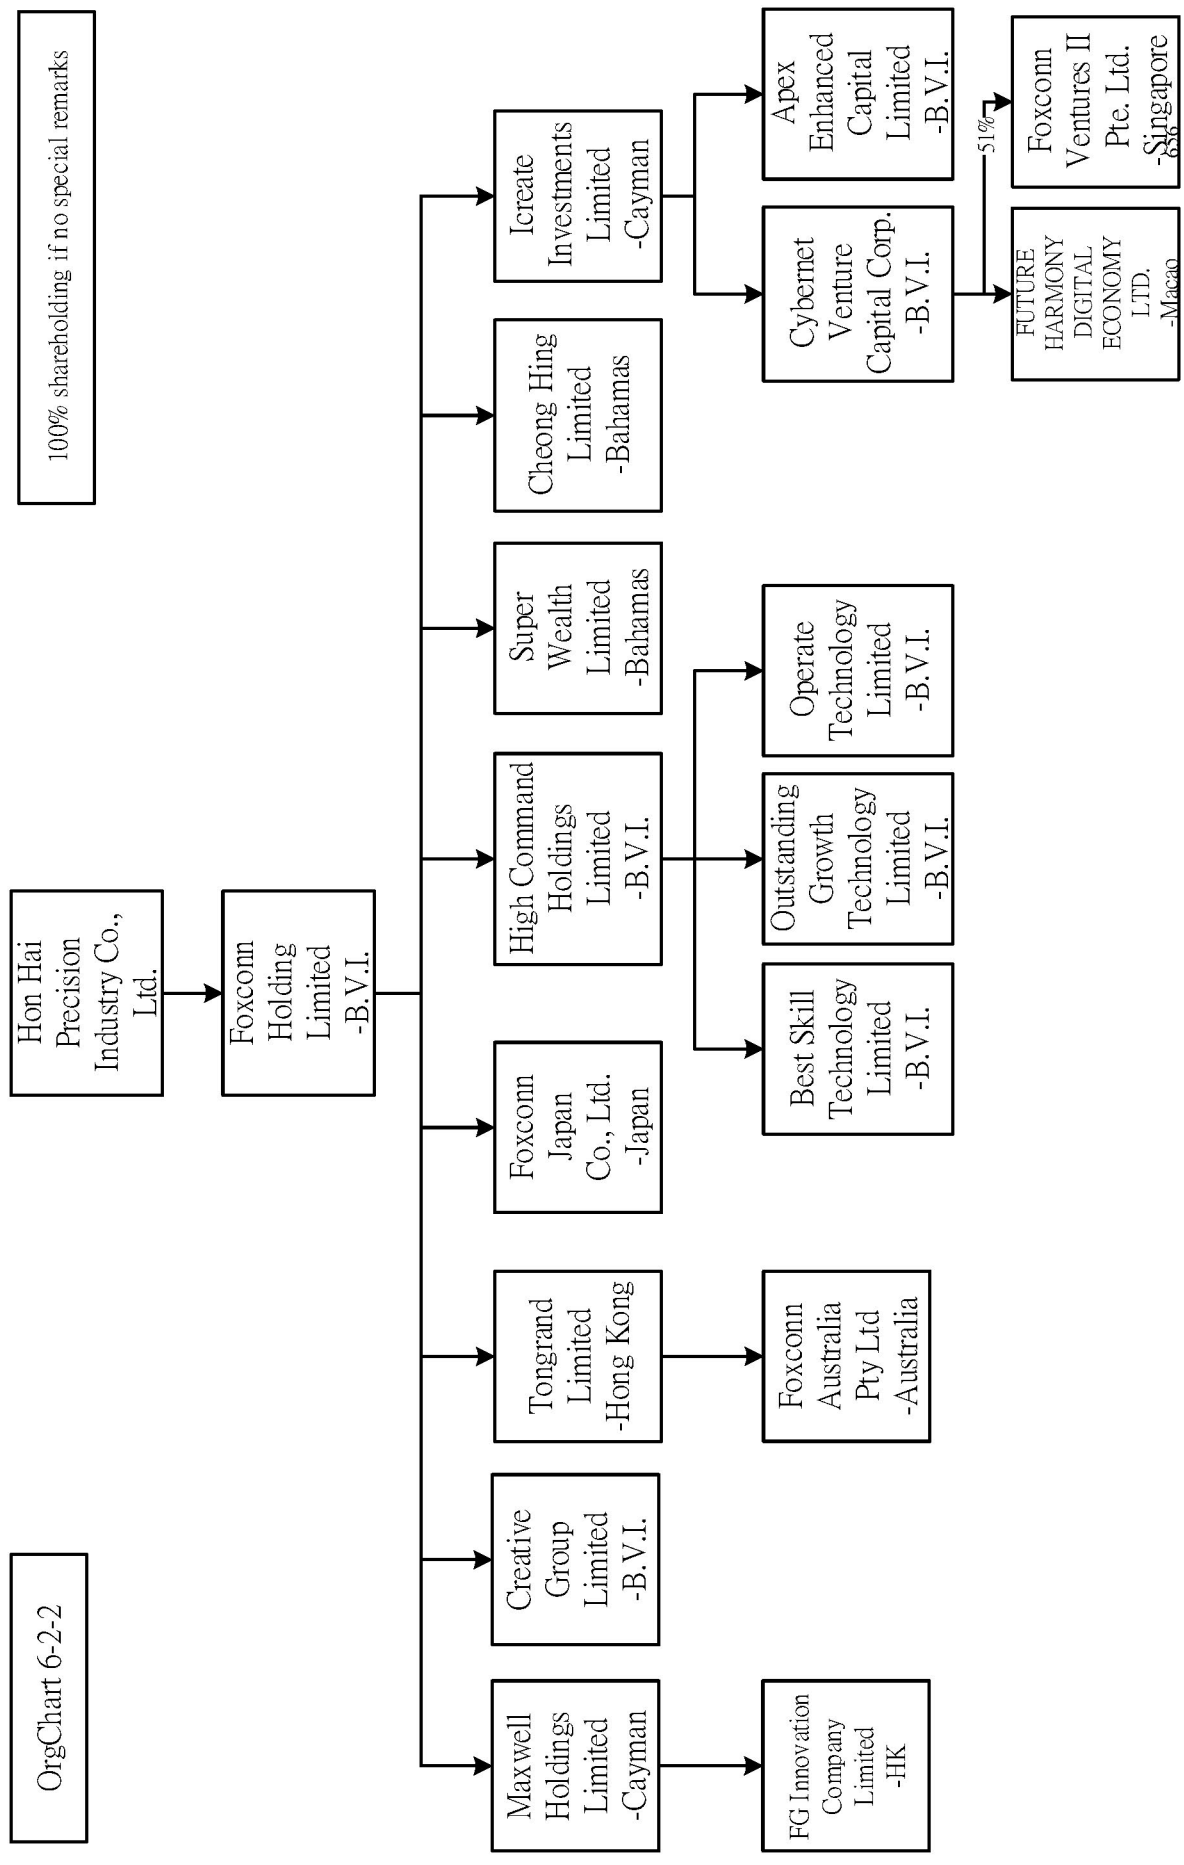 OrgChart 6-2-2
100% shareholding if no special remarks
Hon Hai
Precision
Industry Co.,
Ltd.
Foxconn
Holding
Limited
-B.V.I.
Maxwell
Holdings
Limited
-Cayman
Creative
Group
Limited
-B.V.I.
Tongrand
Limited
-Hong Kong
Foxconn
Japan
Co., Ltd.
-Japan
High Command
Holdings
Limited
-B.V.I.
Super
Wealth
Limited
-Bahamas
Cheong Hing
Limited
-Bahamas
Icreate
Investments
Limited
-Cayman
FG Innovation
Company
Limited
-HK
Foxconn
Australia
Pty Ltd
-Australia
Best Skill
Technology
Limited
-B.V.I.
Outstanding
Growth
Technology
Limited
-B.V.I.
Operate
Technology
Limited
-B.V.I.
Cybernet
Venture
Capital Corp.
-B.V.I.
Apex
Enhanced
Capital
Limited
-B.V.I.
51%
FUTURE
HARMONY
DIGITAL
ECONOMY
LTD.
-Macao
Foxconn
Ventures II
Pte. Ltd.
-Singapore
656